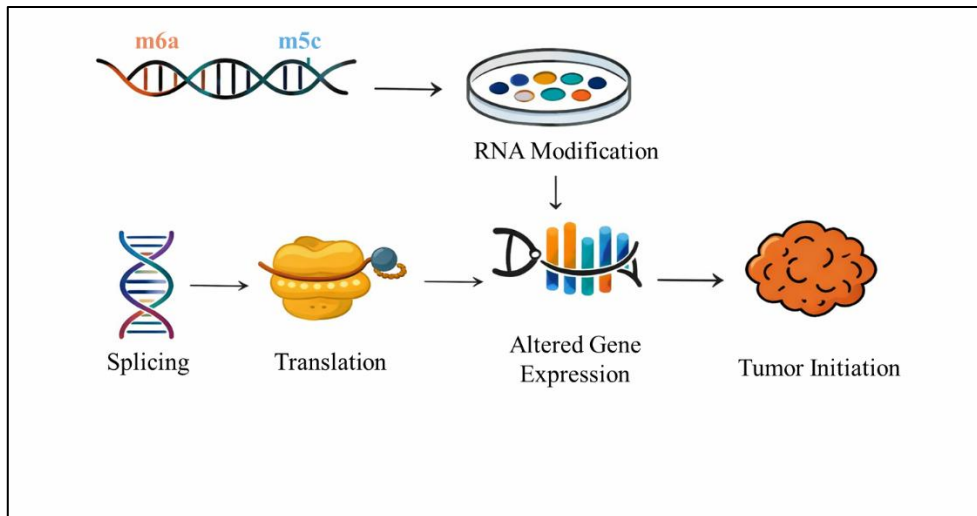 m6a
m5c
RNA Modification
Splicing
Translation
Altered Gene
Expression
Tumor Initiation